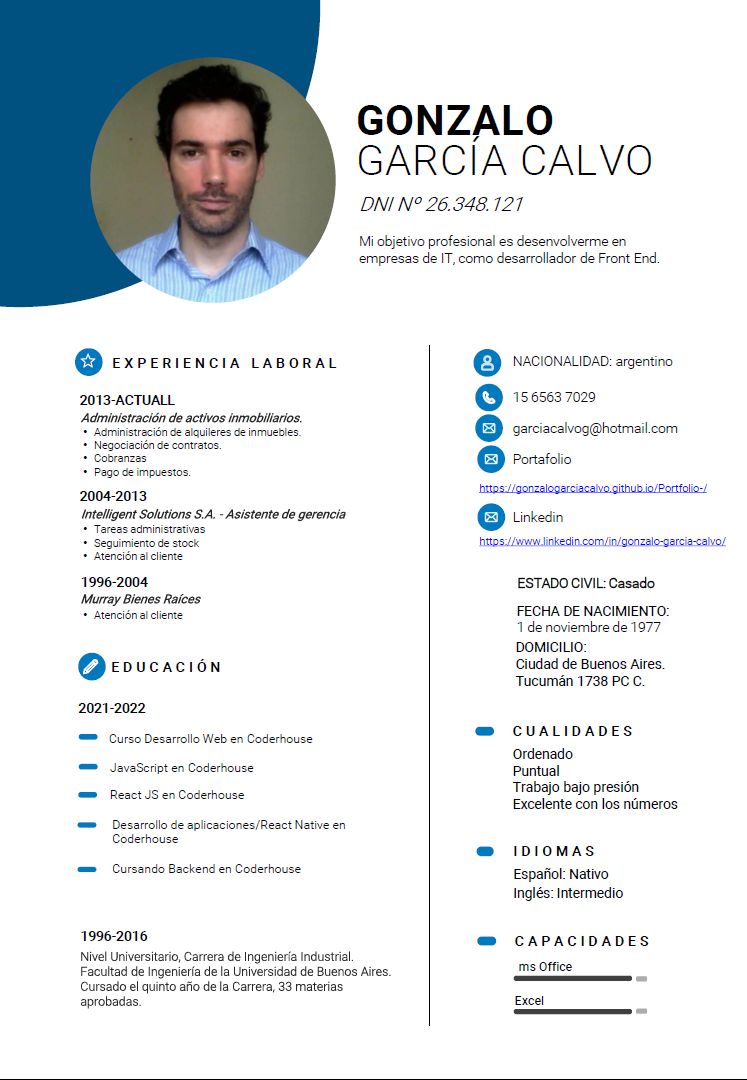 GONZALO
GARCÍA CALVO
DNI Nº 26.348.121
Mi objetivo profesional es desenvolverme en
empresas de IT, como desarrollador de Front End.
EXPERIENCIA LABORAL
2013-ACTUALL
Administración de activos inmobiliarios.
• Administración de alquileres de inmuebles.
• Negociación de contratos.
• Cobranzas
• Pago de impuestos.
2004-2013
Intelligent Solutions S.A. - Asistente de gerencia
• Tareas administrativas
• Seguimiento de stock
• Atención al cliente
1996-2004
Murray Bienes Raíces
• Atención al cliente
EDUCACIÓN
2021-2022
Curso Desarrollo Web en Coderhouse
JavaScript en Coderhouse
React JS en Coderhouse
Desarrollo de aplicaciones/React Native en
Coderhouse
Cursando Backend en Coderhouse
1996-2016
Nivel Universitario, Carrera de Ingeniería Industrial.
Facultad de Ingeniería de la Universidad de Buenos Aires.
Cursado el quinto año de la Carrera, 33 materias
aprobadas.
NACIONALIDAD: argentino
15 6563 7029
garciacalvog@hotmail.com
Portafolio
https://gonzalogarciacalvo.github.io/Portfolio-/
Linkedin
https://www.linkedin.com/in/gonzalo-garcia-calvo/
ESTADO CIVIL: Casado
FECHA DE NACIMIENTO:
1 de noviembre de 1977
DOMICILIO:
Ciudad de Buenos Aires.
Tucumán 1738 PC C.
CUALIDADES
Ordenado
Puntual
Trabajo bajo presión
Excelente con los números
IDIOMAS
Español: Nativo
Inglés: Intermedio
CAPACIDADES
ms Office
Excel